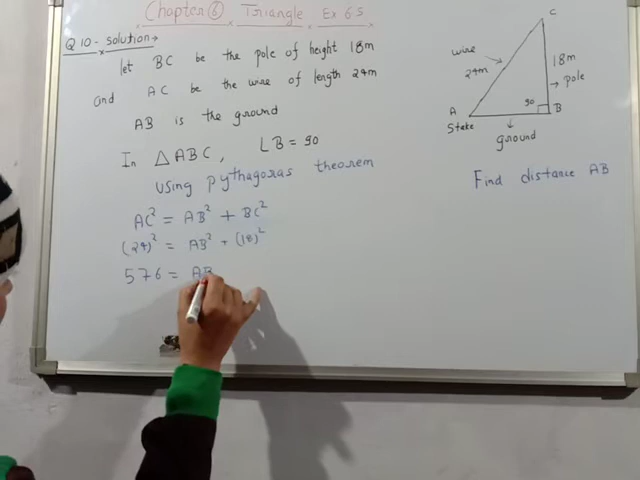 Chapter 6 Triangle Ex 6.5
Q 10 - solution →
let BC be the pole of height 18m
and AC be the wire of length 24m
AB is the ground
In △ABC, ∠B = 90
Using pythagoras theorem
AC² = AB² + BC²
(24)² = AB² + (18)²
576 = AB
C
wire
24m
18m
→ pole
90
A
B
Stake
ground
Find distance AB